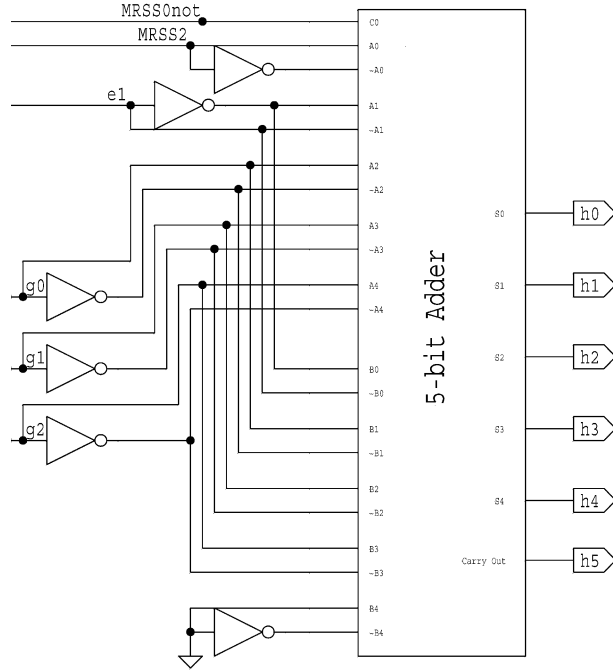 MRSS0not
MRSS2
e1
g0
g1
g2
C0
A0
~A0
A1
~A1
A2
~A2
A3
~A3
A4
~A4
B0
~B0
B1
~B1
B2
~B2
B3
~B3
B4
~B4
5-bit Adder
S0
S1
S2
S3
S4
Carry Out
h0
h1
h2
h3
h4
h5